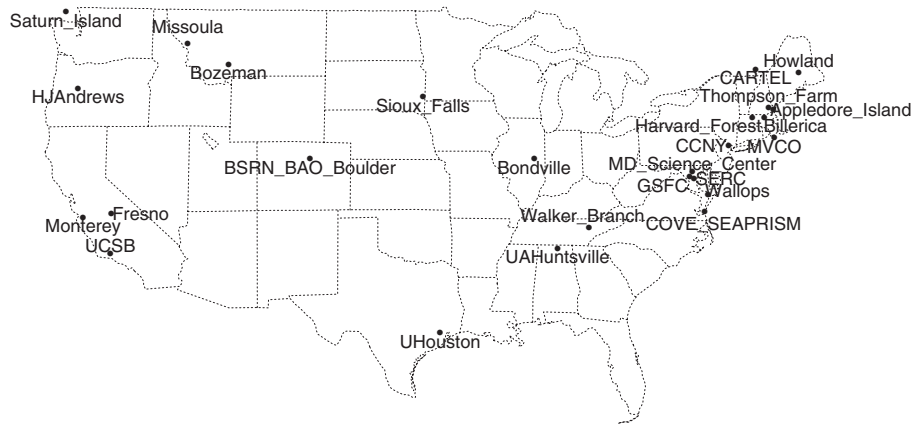 Saturn_Island
Missoula
Howland
Bozeman
CARTEL
HJAndrews
Thompson_Farm
Sioux_Falls
Appledore_Island
Harvard_Forest
Billerica
CCNY
MVCO
BSRN_BAO_Boulder
Bondville
MD_Science_Center
SERC
GSFC
Wallops
Fresno
Walker_Branch
Monterey
COVE_SEAPRISM
UCSB
UAHuntsville
UHouston